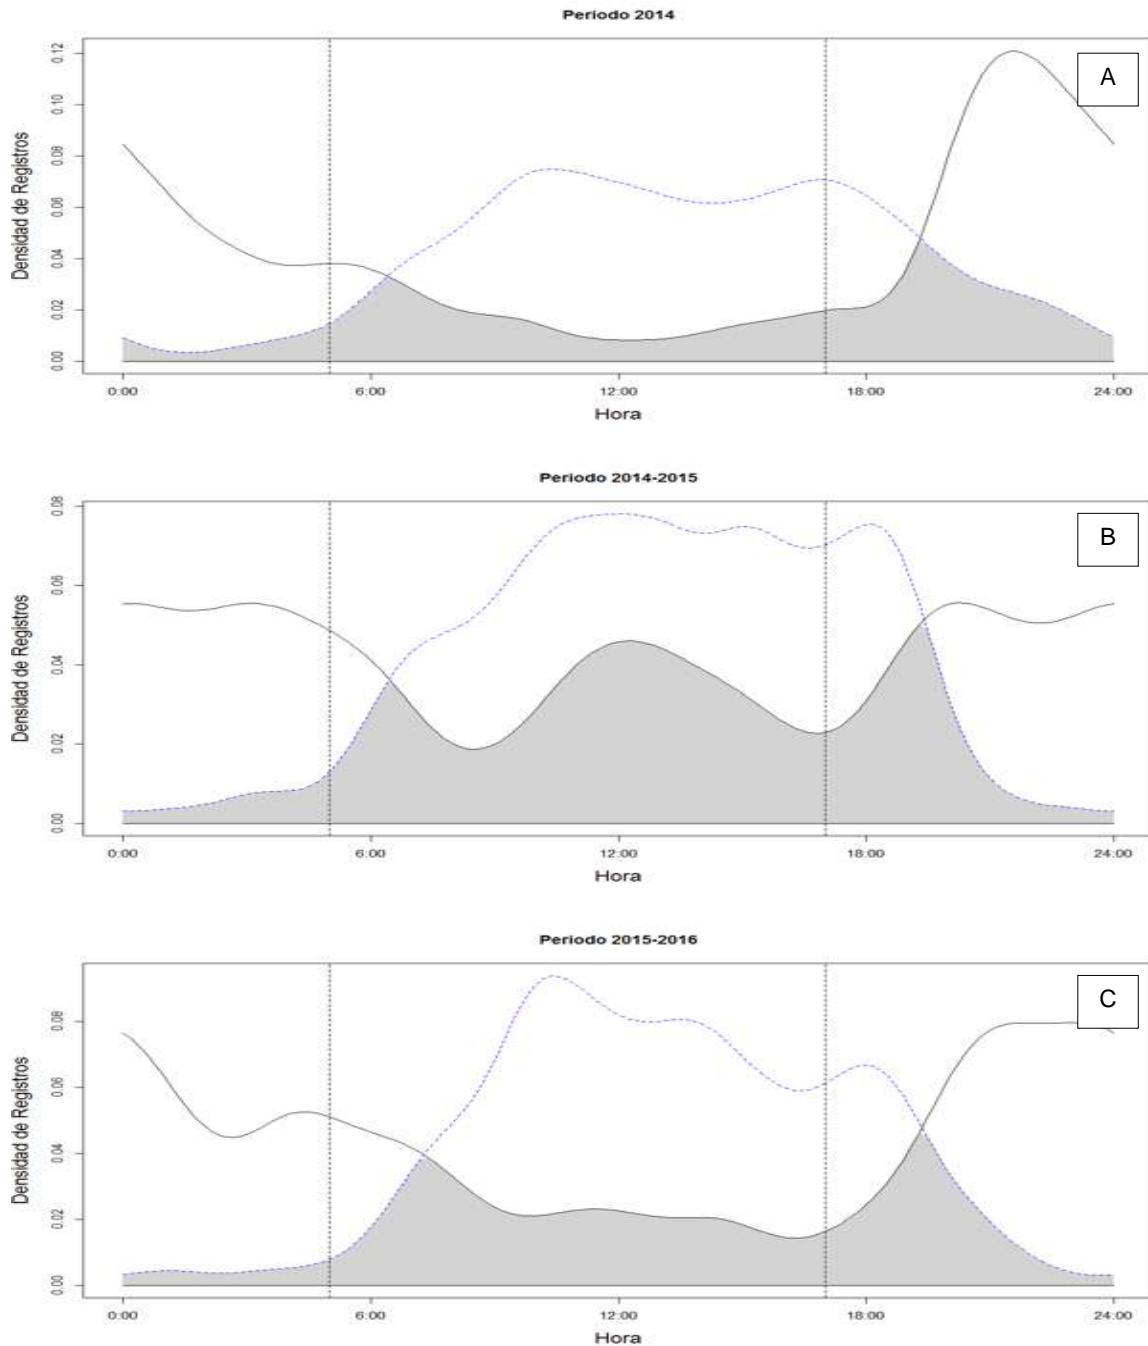 Periodo 2014
A
Densidad de Registros
0.12
0.10
0.08
0.06
0.04
0.02
0.00
0:00 6:00 12:00 18:00 24:00
Hora
Periodo 2014-2015
B
Densidad de Registros
0.08
0.06
0.04
0.02
0.00
0:00 6:00 12:00 18:00 24:00
Hora
Periodo 2015-2016
C
Densidad de Registros
0.08
0.06
0.04
0.02
0.00
0:00 6:00 12:00 18:00 24:00
Hora